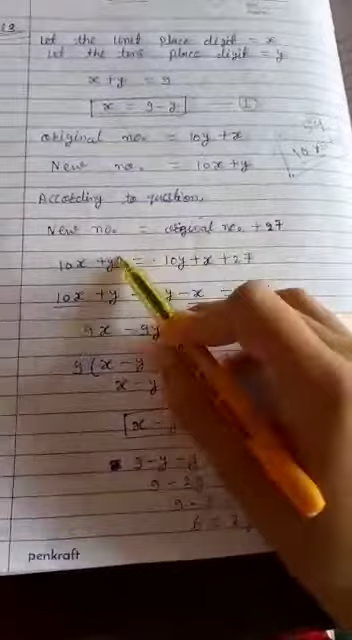 Let the unit place digit = x
Let the tens place digit = y
x + y = 9
x = 9 - y
original no. = 10y + x
New no. = 10x + y
According to question,
New no. = original no. + 27
10x + y = 10y + x + 27
10x + y - y - x
9x - 9y
9(x - y
x - y
x - y
9 - y - y
9 - 2y
9 -
6 = 2
penkraft